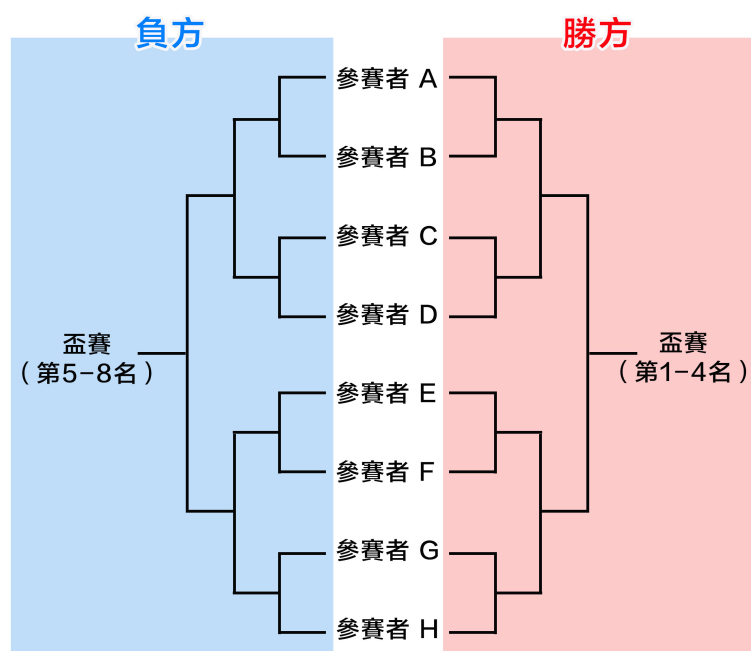 負方
勝方
參賽者 A
參賽者 B
參賽者 C
參賽者 D
盃賽
（第5-8名）
盃賽
（第1-4名）
參賽者 E
參賽者 F
參賽者 G
參賽者 H